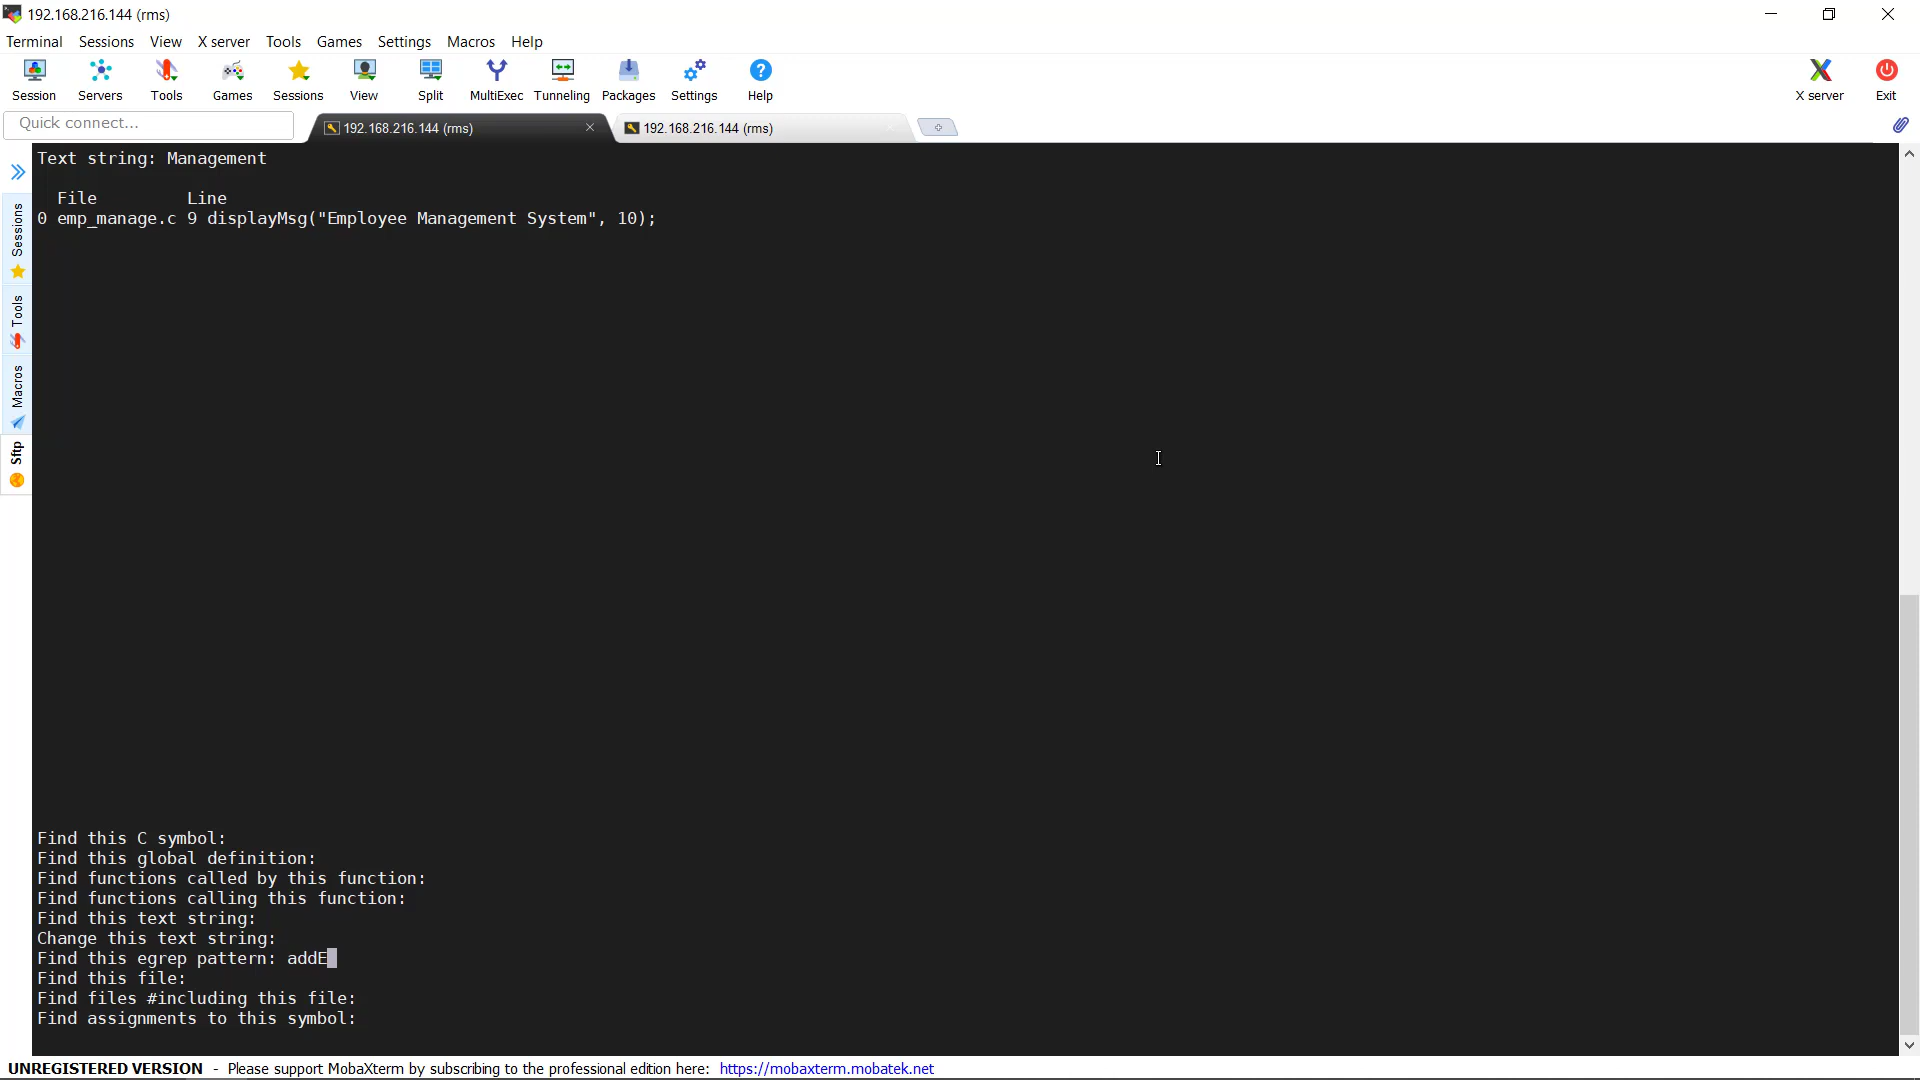 192.168.216.144 (rms)
Terminal Sessions View X server Tools Games Settings Macros Help
Session Servers Tools Games Sessions View Split MultiExec Tunneling Packages Settings Help X server Exit
Quick connect...
192.168.216.144 (rms)
192.168.216.144 (rms)
Sessions
Tools
Macros
Sftp
Text string: Management
File Line
0 emp_manage.c 9 displayMsg("Employee Management System", 10);
Find this C symbol:
Find this global definition:
Find functions called by this function:
Find functions calling this function:
Find this text string:
Change this text string:
Find this egrep pattern: addE
Find this file:
Find files #including this file:
Find assignments to this symbol:
UNREGISTERED VERSION - Please support MobaXterm by subscribing to the professional edition here: https://mobaxterm.mobatek.net